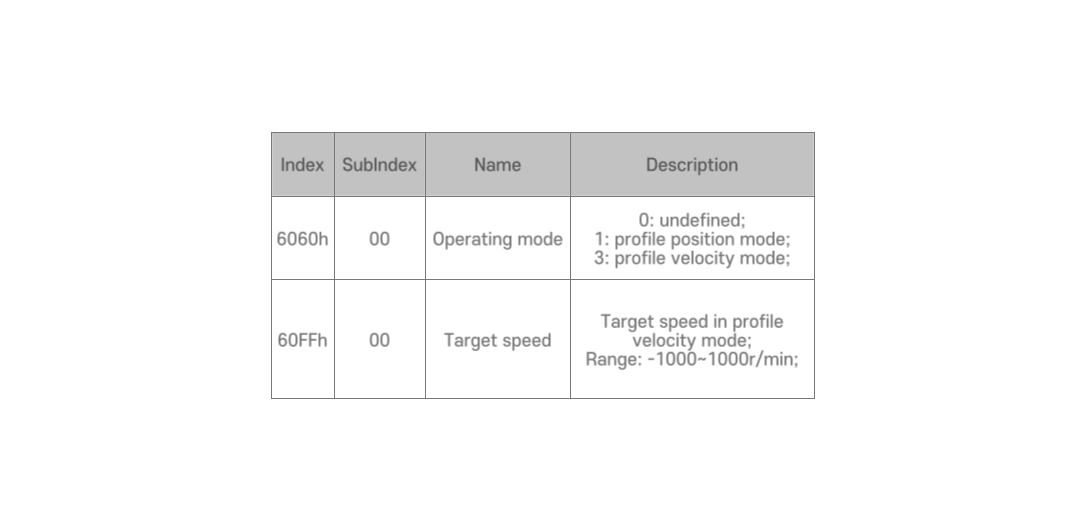 Index SubIndex Name Description
6060h 00 Operating mode 0: undefined;
1: profile position mode;
3: profile velocity mode;
60FFh 00 Target speed Target speed in profile
velocity mode;
Range: -1000~1000r/min;